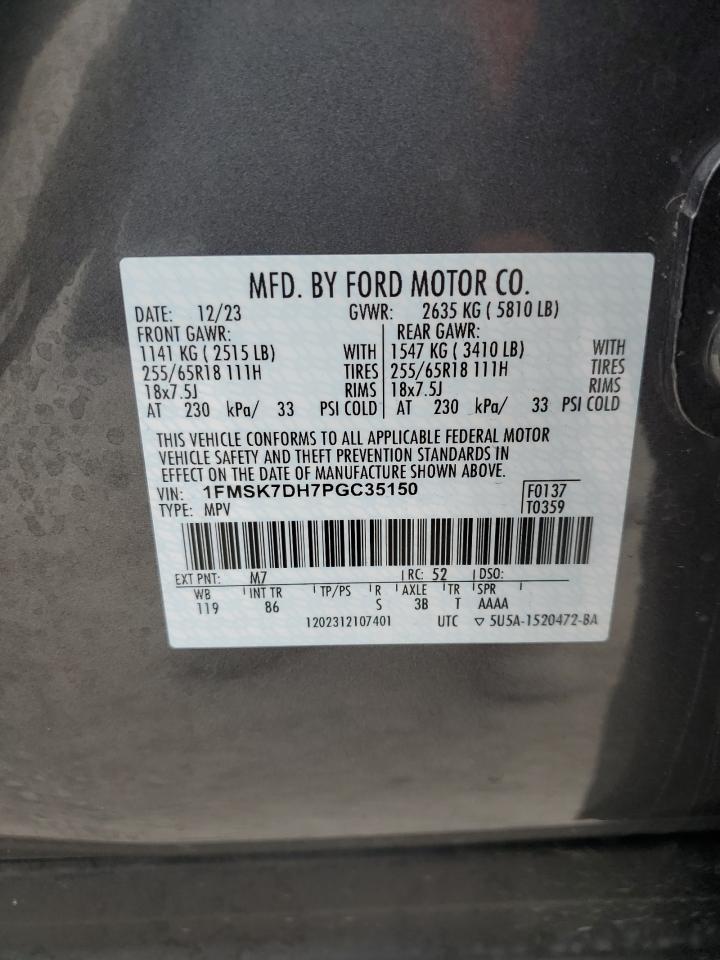 MFD. BY FORD MOTOR CO.
DATE: 12/23 GVWR: 2635 KG ( 5810 LB)
FRONT GAWR: REAR GAWR:
1141 KG ( 2515 LB) WITH 1547 KG ( 3410 LB) WITH
255/65R18 111H TIRES 255/65R18 111H TIRES
18x7.5J RIMS 18x7.5J RIMS
AT 230 kPa/ 33 PSI COLD AT 230 kPa/ 33 PSI COLD
THIS VEHICLE CONFORMS TO ALL APPLICABLE FEDERAL MOTOR
VEHICLE SAFETY AND THEFT PREVENTION STANDARDS IN
EFFECT ON THE DATE OF MANUFACTURE SHOWN ABOVE.
VIN: 1FMSK7DH7PGC35150 F0137
TYPE: MPV T0359
EXT PNT: M7 RC: 52 DSO:
WB INT TR TP/PS R AXLE TR SPR
119 86 S 3B T AAAA
1202312107401 UTC ▽ 5U5A-1520472-BA